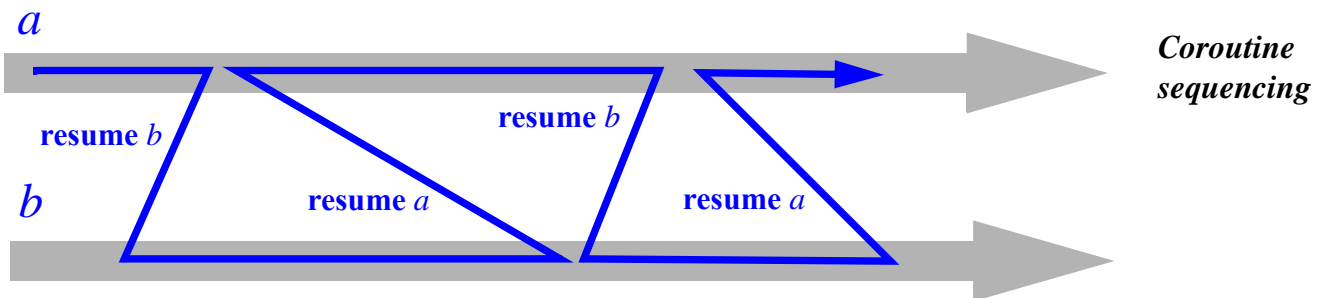 a
Coroutine
sequencing
resume b
resume b
b
resume a
resume a